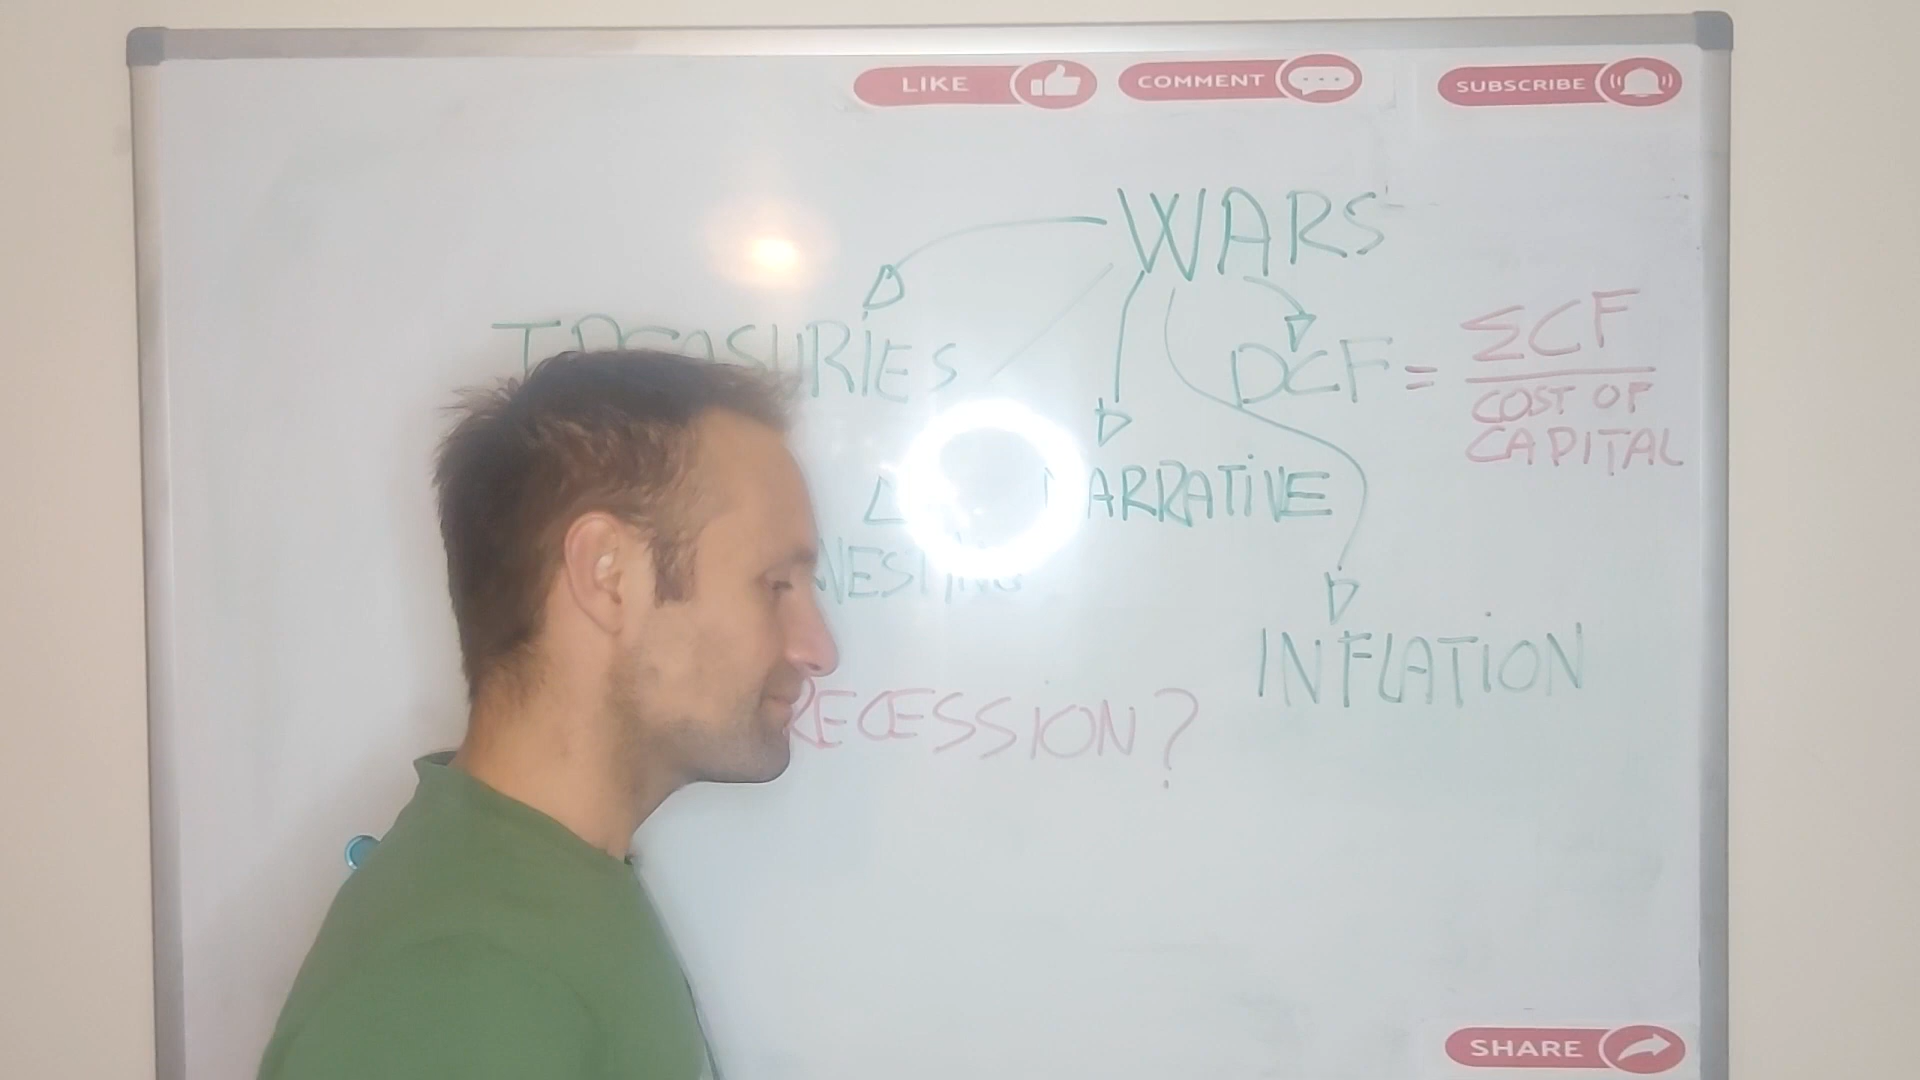 LIKE
COMMENT
SUBSCRIBE
WARS
TREASURIES
DCF = ΣCF
COST OF
CAPITAL
NARRATIVE
INFLATION
RECESSION?
SHARE